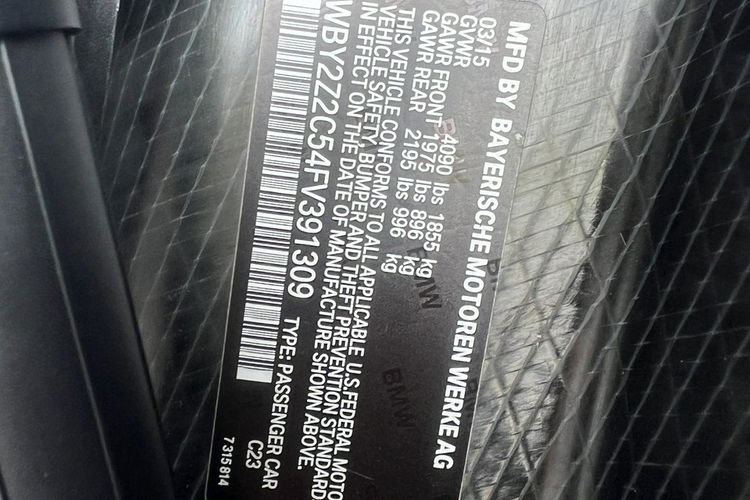 MFD BY BAYERISCHE MOTOREN WERKE AG
03/15
GVWR 4090 lbs 1855 kg
GAWR FRONT 1975 lbs 896 kg
GAWR REAR 2195 lbs 996 kg
THIS VEHICLE CONFORMS TO ALL APPLICABLE U.S.FEDERAL MOTO
VEHICLE SAFETY, BUMPER AND THEFT PREVENTION STANDARD
IN EFFECT ON THE DATE OF MANUFACTURE SHOWN ABOVE.
WBY2Z2C54FV391309 TYPE: PASSENGER CAR
C23
7 315 814
BMW
BMW
BMW